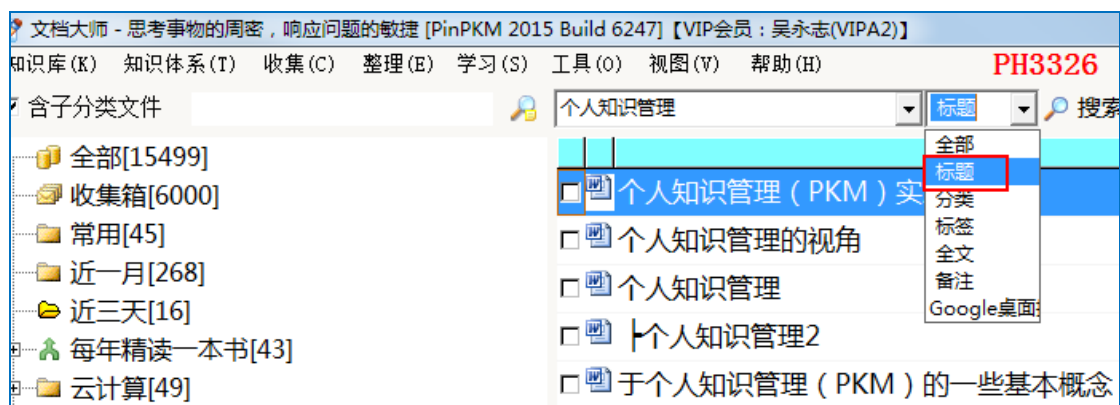 文档大师 - 思考事物的周密，响应问题的敏捷 [PinPKM 2015 Build 6247]【VIP会员：吴永志(VIPA2)】
知识库(K) 知识体系(T) 收集(C) 整理(E) 学习(S) 工具(O) 视图(V) 帮助(H) PH3326
含子分类文件 个人知识管理 标题 搜索
全部[15499]
收集箱[6000]
常用[45]
近一月[268]
近三天[16]
每年精读一本书[43]
云计算[49]
全部
标题
分类
标签
全文
备注
Google桌面
个人知识管理（PKM）实
个人知识管理的视角
个人知识管理
┝个人知识管理2
于个人知识管理（PKM）的一些基本概念